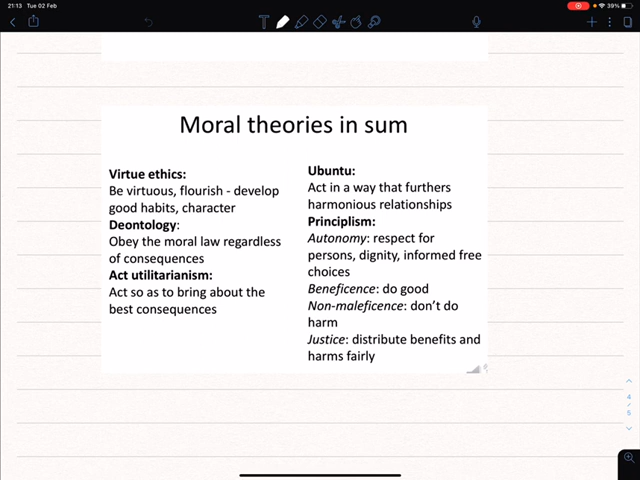 21:13 Tue 02 Feb
39%
Moral theories in sum
Virtue ethics:
Be virtuous, flourish - develop
good habits, character
Deontology:
Obey the moral law regardless
of consequences
Act utilitarianism:
Act so as to bring about the
best consequences
Ubuntu:
Act in a way that furthers
harmonious relationships
Principlism:
Autonomy: respect for
persons, dignity, informed free
choices
Beneficence: do good
Non-maleficence: don't do
harm
Justice: distribute benefits and
harms fairly
4
/
5